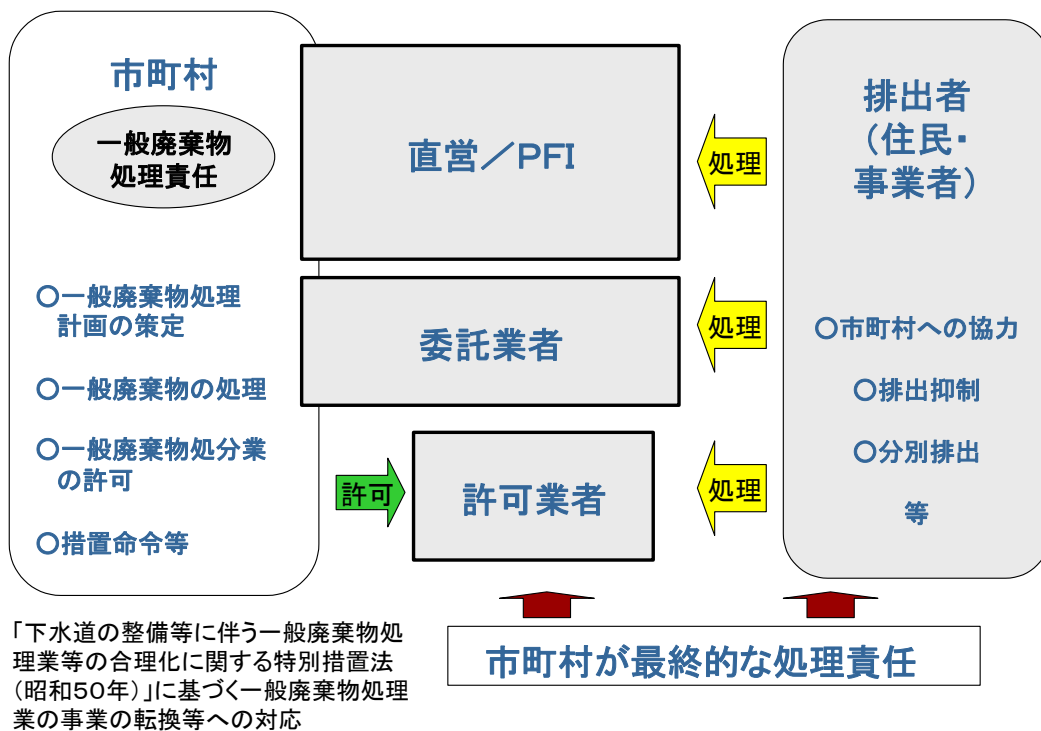 市町村
一般廃棄物
処理責任
○一般廃棄物処理
計画の策定
○一般廃棄物の処理
○一般廃棄物処分業
の許可
○措置命令等
直営／PFI
委託業者
許可
許可業者
処理
処理
処理
排出者
（住民・
事業者）
○市町村への協力
○排出抑制
○分別排出
等
市町村が最終的な処理責任
「下水道の整備等に伴う一般廃棄物処
理業等の合理化に関する特別措置法
（昭和50年）」に基づく一般廃棄物処理
業の事業の転換等への対応